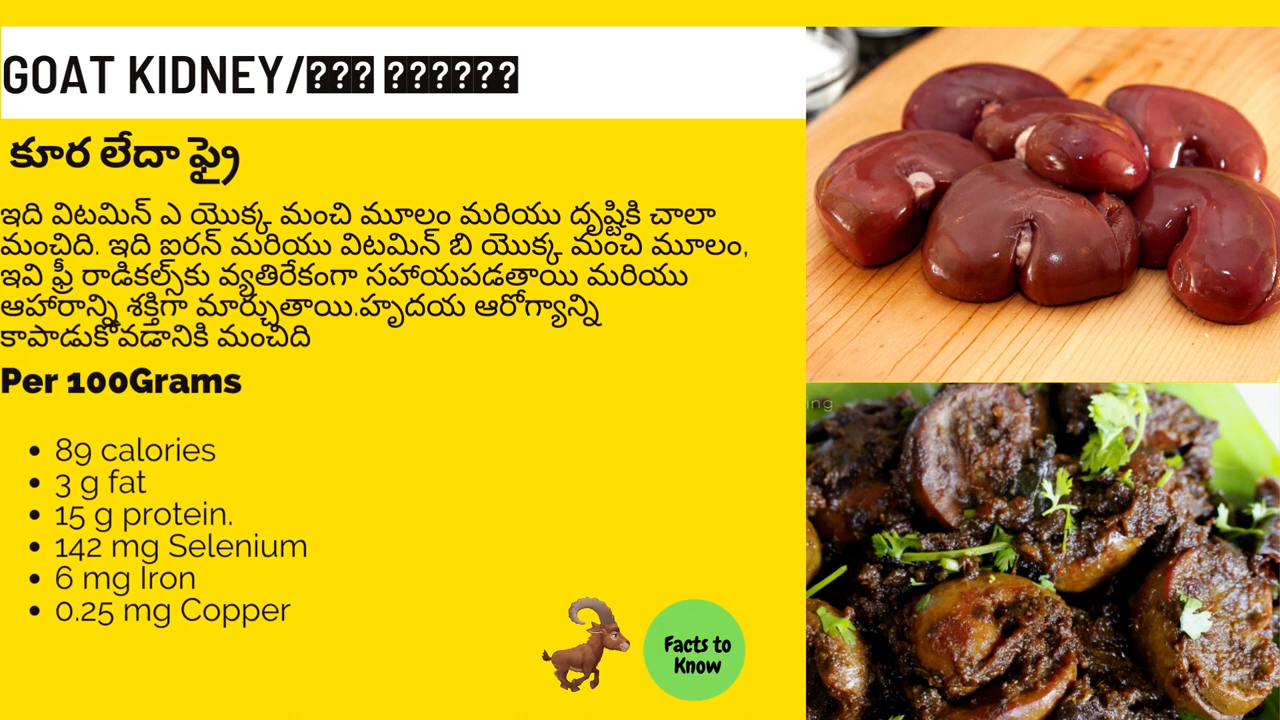 GOAT KIDNEY/
కూర లేదా ఫ్రై
ఇది విటమిన్ ఎ యొక్క మంచి మూలం మరియు దృష్టికి చాలా
మంచిది. ఇది ఐరన్ మరియు విటమిన్ బి యొక్క మంచి మూలం,
ఇవి ఫ్రీ రాడికల్స్‌కు వ్యతిరేకంగా సహాయపడతాయి మరియు
ఆహారాన్ని శక్తిగా మార్చుతాయి.హృదయ ఆరోగ్యాన్ని
కాపాడుకోవడానికి మంచిది
Per 100Grams
• 89 calories
• 3 g fat
• 15 g protein.
• 142 mg Selenium
• 6 mg Iron
• 0.25 mg Copper
Facts to
Know